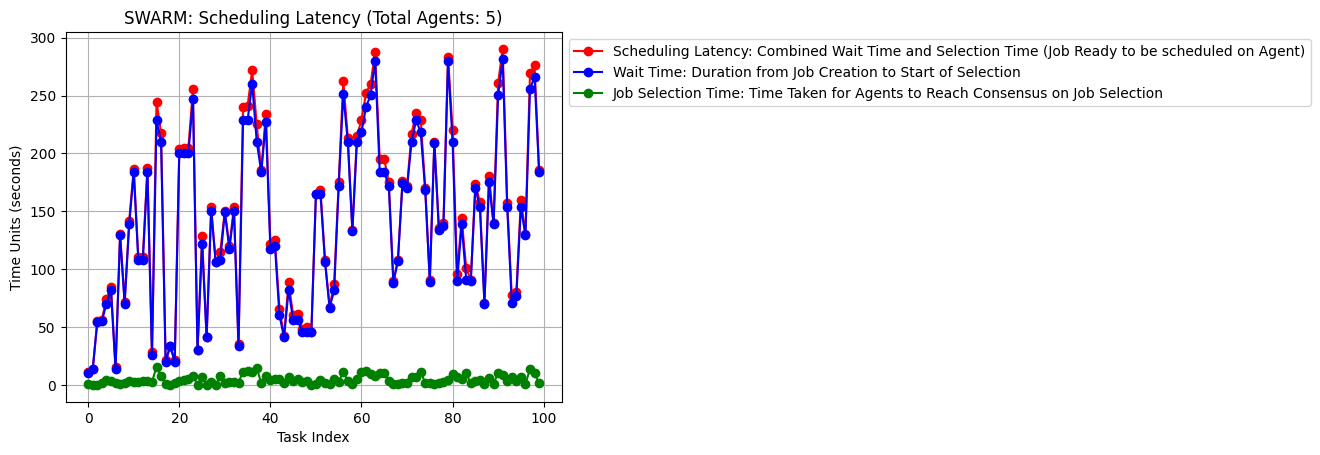 SWARM: Scheduling Latency (Total Agents: 5)
Scheduling Latency: Combined Wait Time and Selection Time (Job Ready to be scheduled on Agent)
Wait Time: Duration from Job Creation to Start of Selection
Job Selection Time: Time Taken for Agents to Reach Consensus on Job Selection
Time Units (seconds)
300
250
200
150
100
50
0
0 20 40 60 80 100
Task Index